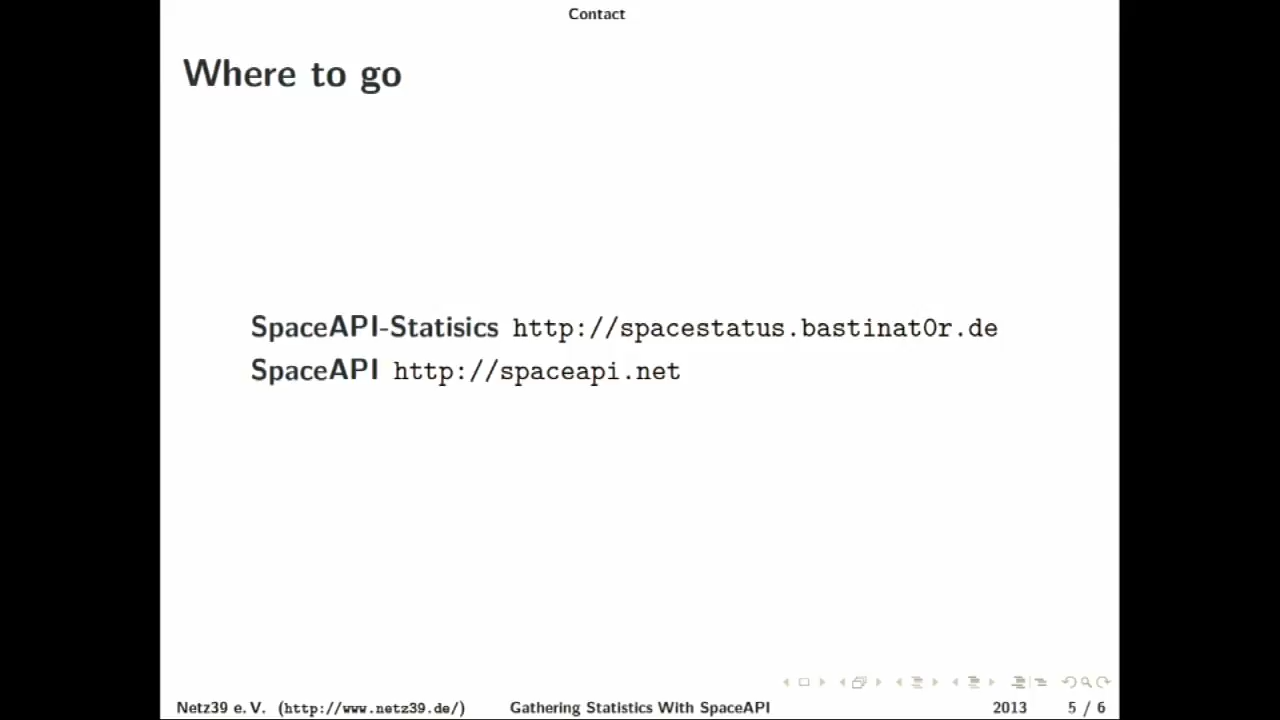 Contact
Where to go
SpaceAPI-Statisics http://spacestatus.bastinat0r.de
SpaceAPI http://spaceapi.net
Netz39 e. V. (http://www.netz39.de/) Gathering Statistics With SpaceAPI 2013 5 / 6